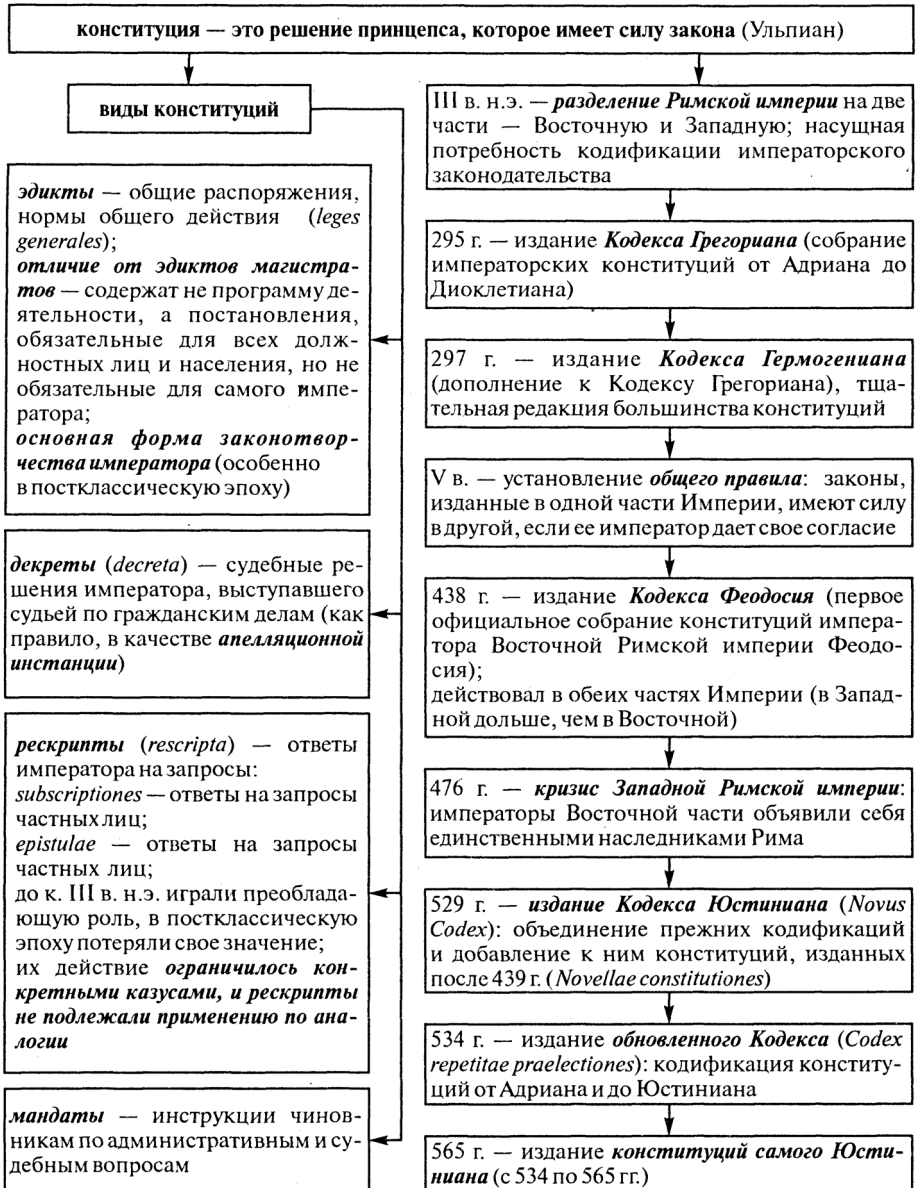 конституция — это решение принцепса, которое имеет силу закона (Ульпиан)
виды конституций
эдикты — общие распоряжения,
нормы общего действия (leges
generales);
отличие от эдиктов магистра-
тов — содержат не программу де-
ятельности, а постановления,
обязательные для всех долж-
ностных лиц и населения, но не
обязательные для самого импе-
ратора;
основная форма законотвор-
чества императора (особенно
в постклассическую эпоху)
декреты (decreta) — судебные ре-
шения императора, выступавшего
судьей по гражданским делам (как
правило, в качестве апелляционной
инстанции)
рескрипты (rescripta) — ответы
императора на запросы:
subscriptiones — ответы на запросы
частных лиц;
epistulae — ответы на запросы
частных лиц;
до к. III в. н.э. играли преоблада-
ющую роль, в постклассическую
эпоху потеряли свое значение;
их действие ограничилось кон-
кретными казусами, и рескрипты
не подлежали применению по ана-
логии
мандаты — инструкции чинов-
никам по административным и су-
дебным вопросам
III в. н.э. — разделение Римской империи на две
части — Восточную и Западную; насущная
потребность кодификации императорского
законодательства
295 г. — издание Кодекса Грегориана (собрание
императорских конституций от Адриана до
Диоклетиана)
297 г. — издание Кодекса Гермогениана
(дополнение к Кодексу Грегориана), тща-
тельная редакция большинства конституций
V в. — установление общего правила: законы,
изданные в одной части Империи, имеют силу
в другой, если ее император дает свое согласие
438 г. — издание Кодекса Феодосия (первое
официальное собрание конституций импера-
тора Восточной Римской империи Феодо-
сия);
действовал в обеих частях Империи (в Запад-
ной дольше, чем в Восточной)
476 г. — кризис Западной Римской империи:
императоры Восточной части объявили себя
единственными наследниками Рима
529 г. — издание Кодекса Юстиниана (Novus
Codex): объединение прежних кодификаций
и добавление к ним конституций, изданных
после 439 г. (Novellae constitutiones)
534 г. — издание обновленного Кодекса (Codex
repetitae praelectiones): кодификация конститу-
ций от Адриана и до Юстиниана
565 г. — издание конституций самого Юсти-
ниана (с 534 по 565 гг.)